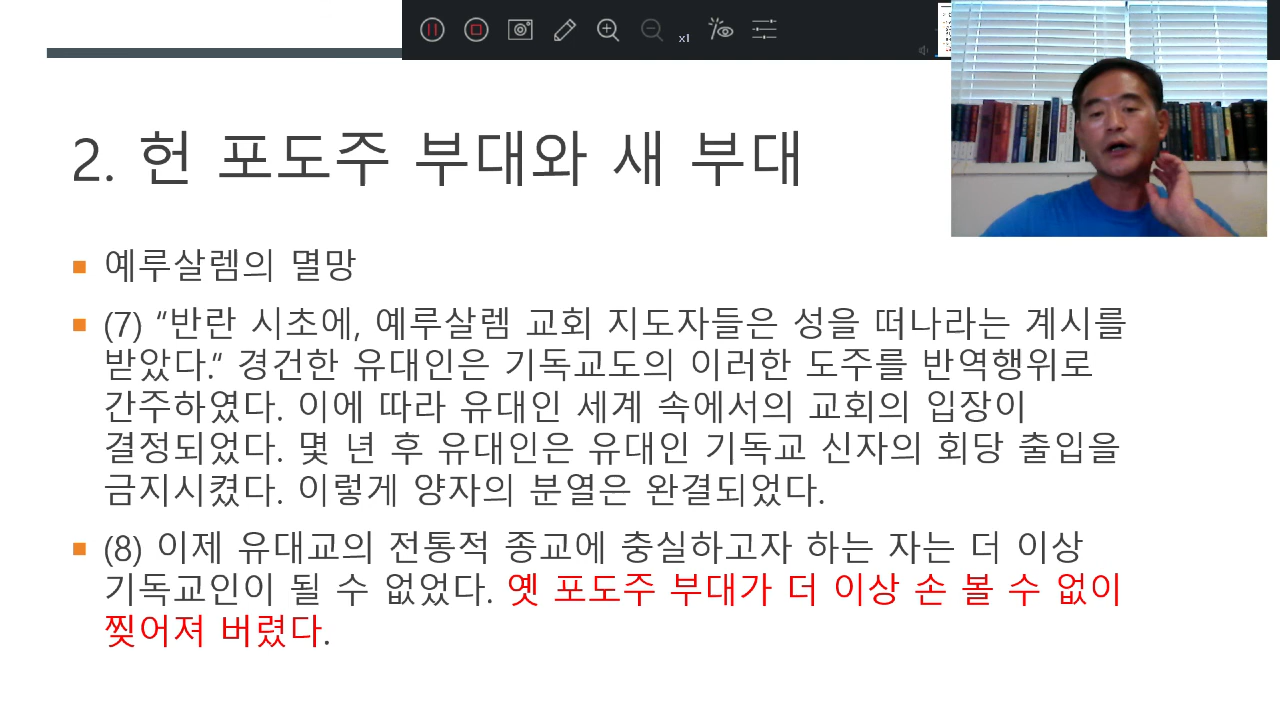 x1
2. 헌 포도주 부대와 새 부대
예루살렘의 멸망
(7) “반란 시초에, 예루살렘 교회 지도자들은 성을 떠나라는 계시를
받았다.” 경건한 유대인은 기독교도의 이러한 도주를 반역행위로
간주하였다. 이에 따라 유대인 세계 속에서의 교회의 입장이
결정되었다. 몇 년 후 유대인은 유대인 기독교 신자의 회당 출입을
금지시켰다. 이렇게 양자의 분열은 완결되었다.
(8) 이제 유대교의 전통적 종교에 충실하고자 하는 자는 더 이상
기독교인이 될 수 없었다. 옛 포도주 부대가 더 이상 손 볼 수 없이
찢어져 버렸다.